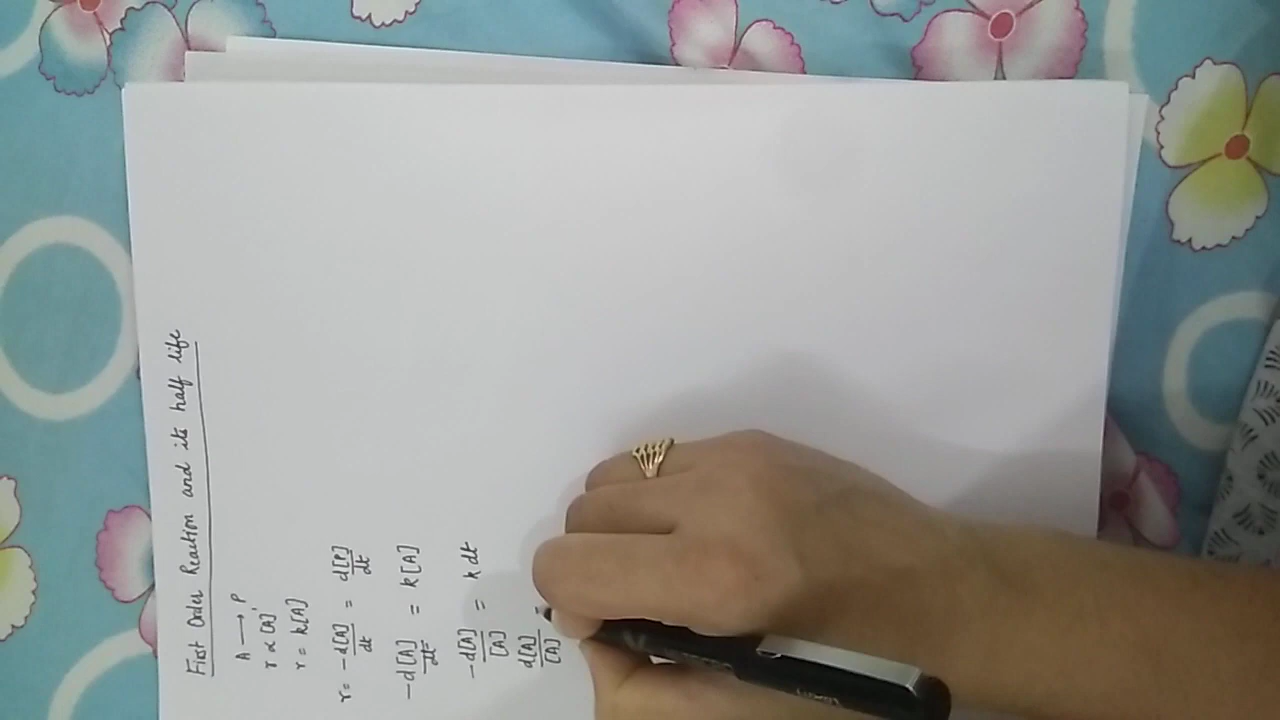 First Order Reaction and its half life
A ⟶ P
r ∝ [A]¹
r = k[A]
r = -d[A]/dt = d[P]/dt
-d[A]/dt = k[A]
-d[A]/[A] = k dt
d[A]/[A] =